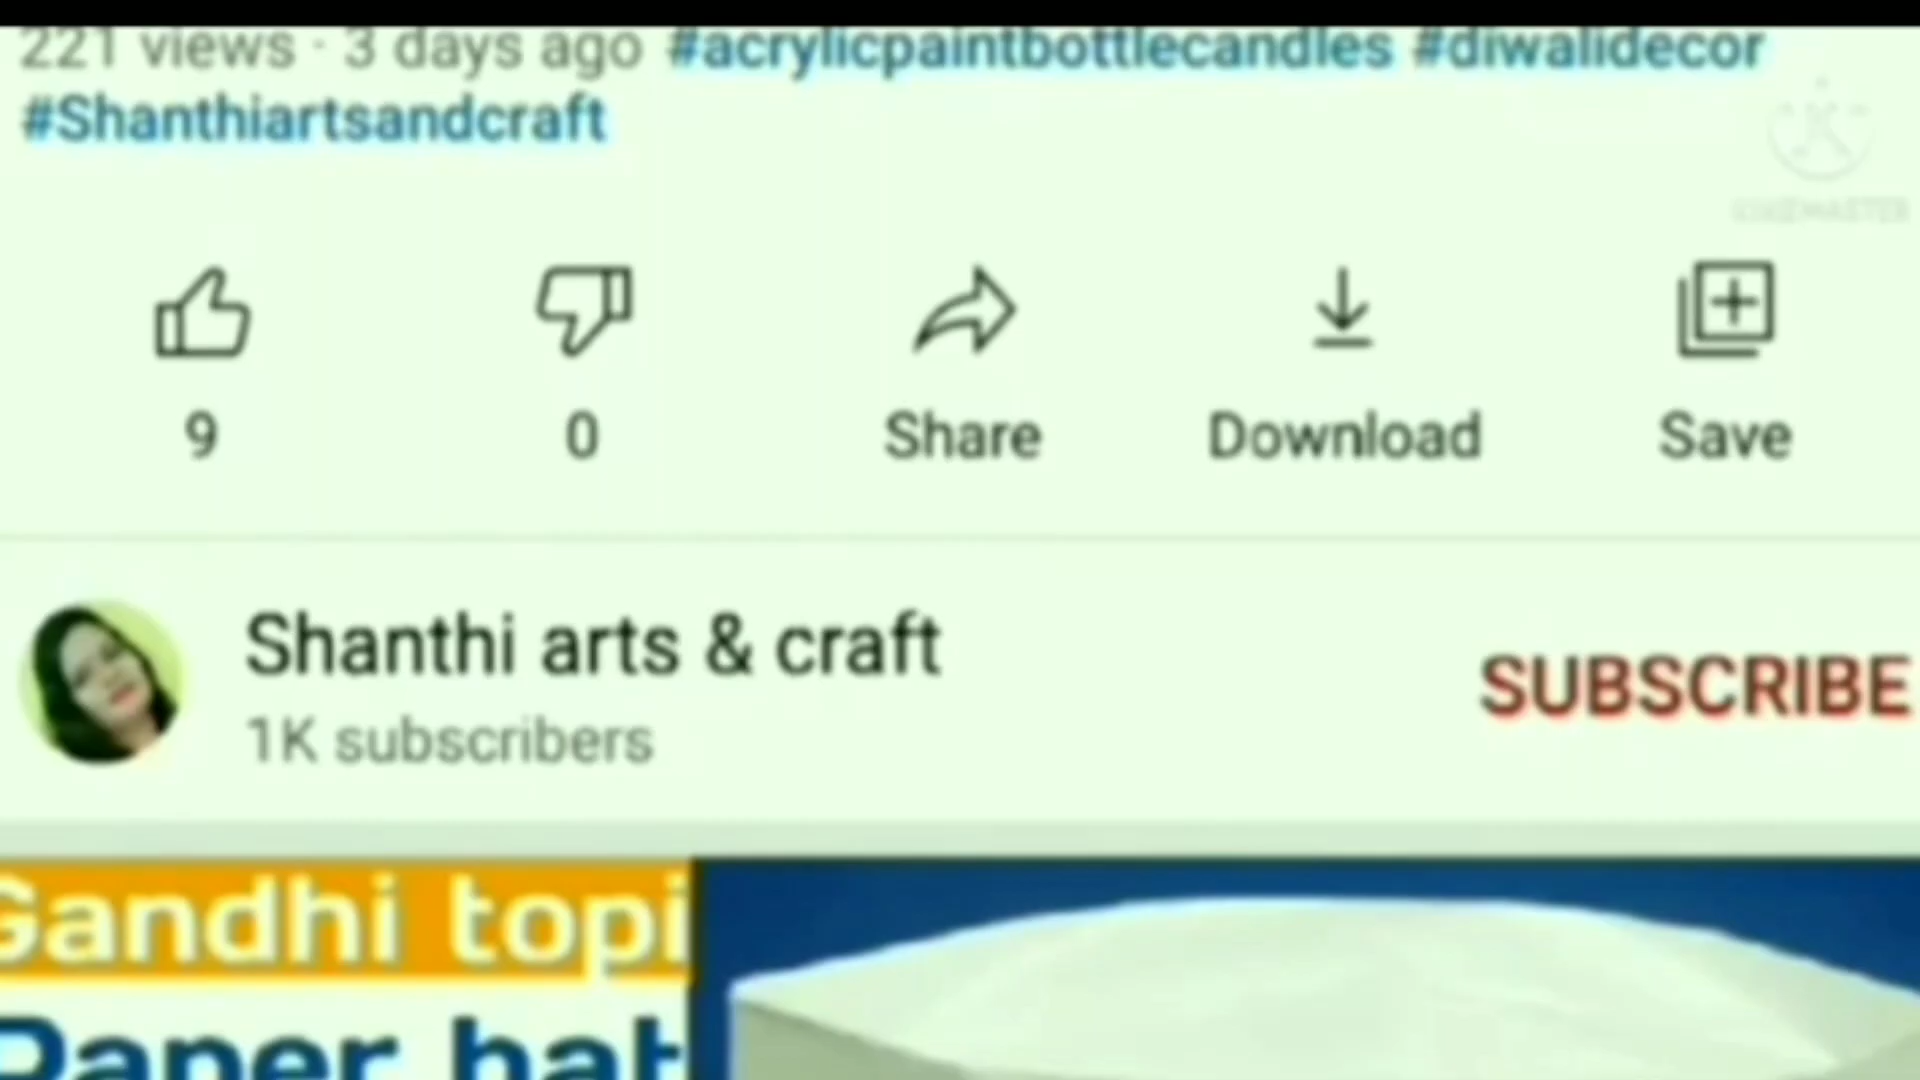 221 views · 3 days ago #acrylicpaintbottlecandles #diwalidecor
#Shanthiartsandcraft
KINEMASTER
9 0 Share Download Save
Shanthi arts & craft
1K subscribers
SUBSCRIBE
Gandhi topi
Paper hat